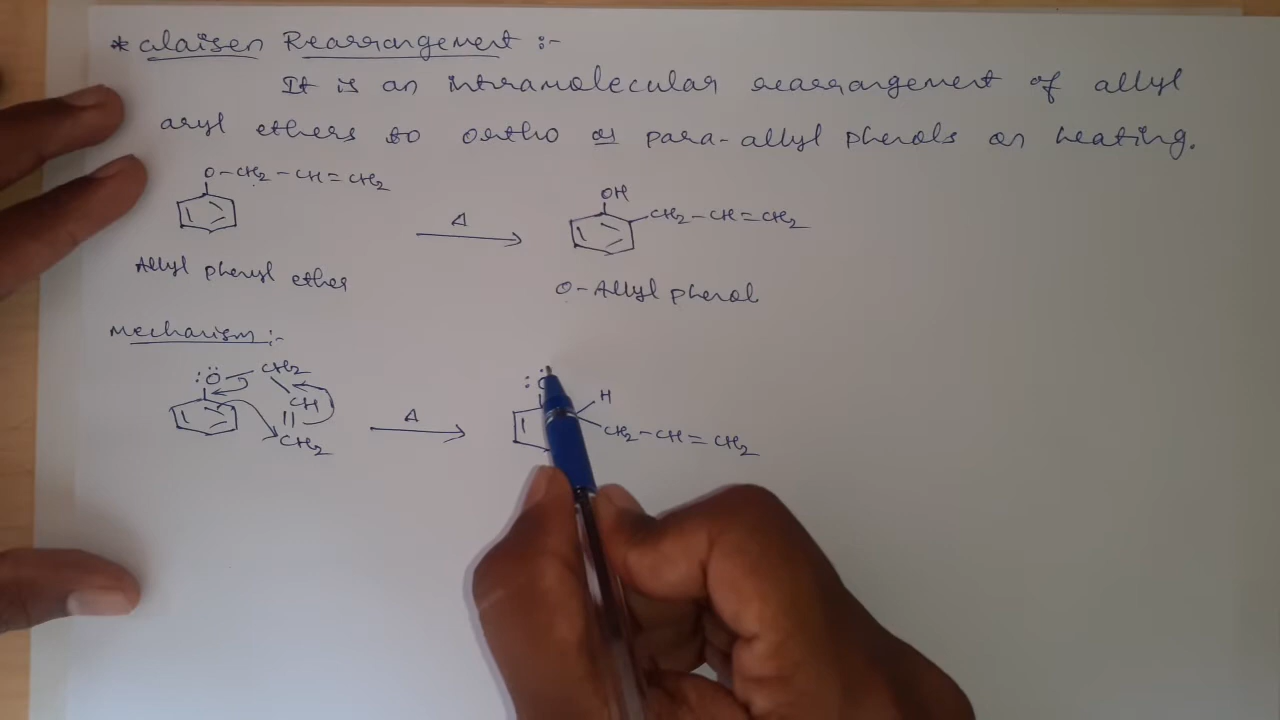 * Claisen Rearrangement :-
It is an intramolecular rearrangement of allyl
aryl ethers to ortho or para-allyl phenols on heating.
O-CH2-CH=CH2
Δ
OH
CH2-CH=CH2
Allyl phenyl ether
O-Allyl phenol
Mechanism:-
:Ö-CH2
CH
||
CH2
Δ
H
CH2-CH=CH2